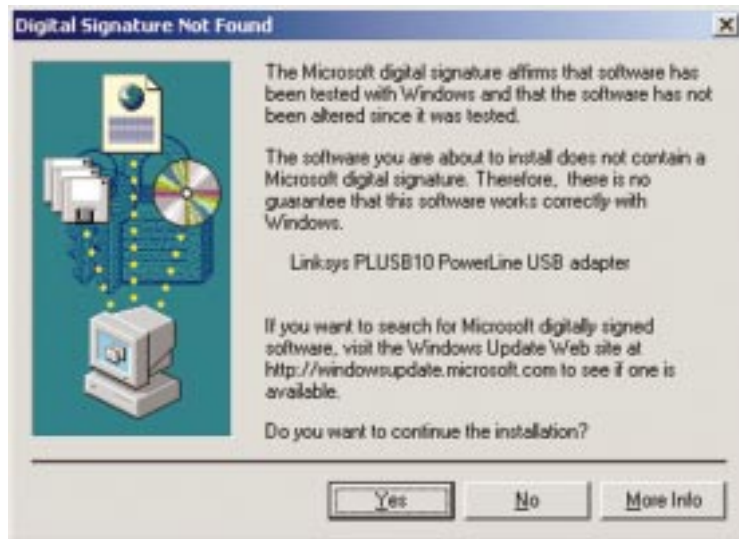 Digital Signature Not Found
The Microsoft digital signature affirms that software has
been tested with Windows and that the software has not
been altered since it was tested.
The software you are about to install does not contain a
Microsoft digital signature. Therefore, there is no
guarantee that this software works correctly with
Windows.
Linksys PLUSB10 PowerLine USB adapter
If you want to search for Microsoft digitally signed
software, visit the Windows Update Web site at
http://windowsupdate.microsoft.com to see if one is
available.
Do you want to continue the installation?
Yes No More Info